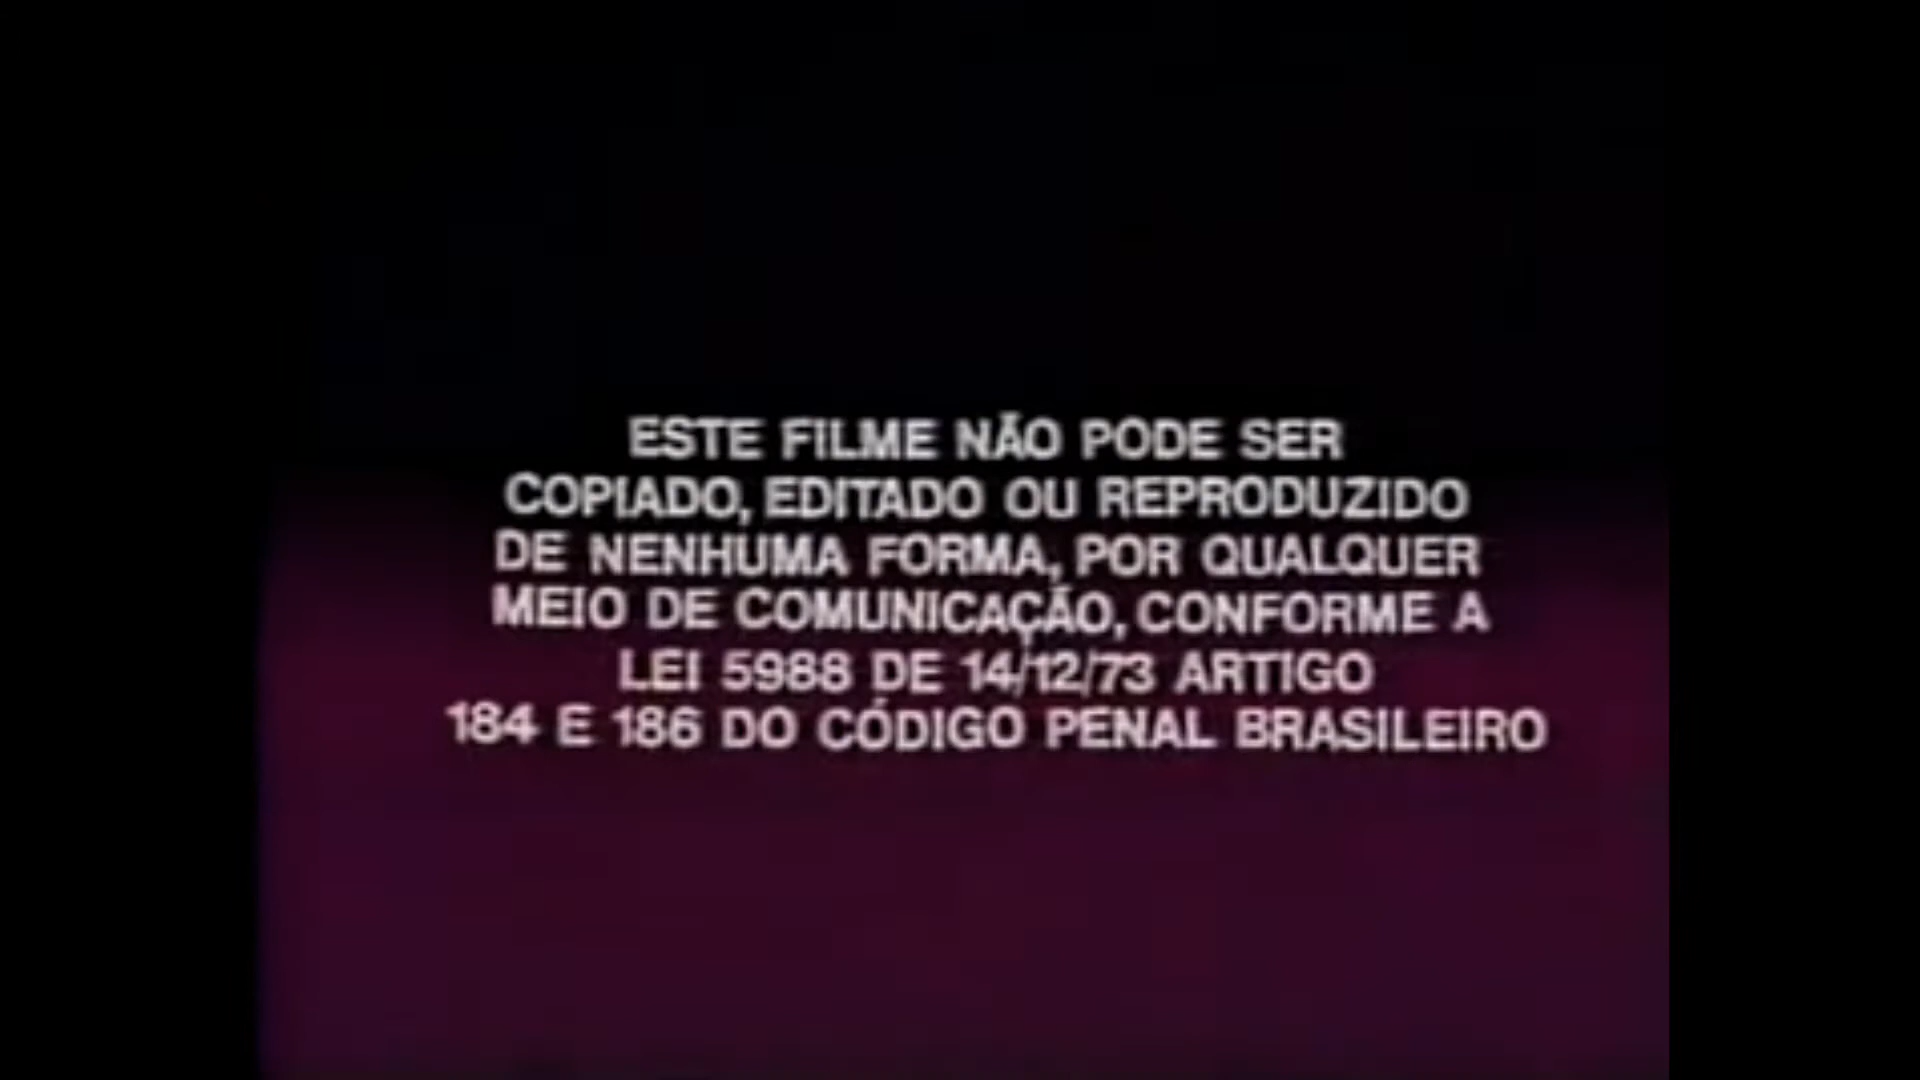 ESTE FILME NÃO PODE SER
COPIADO, EDITADO OU REPRODUZIDO
DE NENHUMA FORMA, POR QUALQUER
MEIO DE COMUNICAÇÃO, CONFORME A
LEI 5988 DE 14/12/73 ARTIGO
184 E 186 DO CÓDIGO PENAL BRASILEIRO